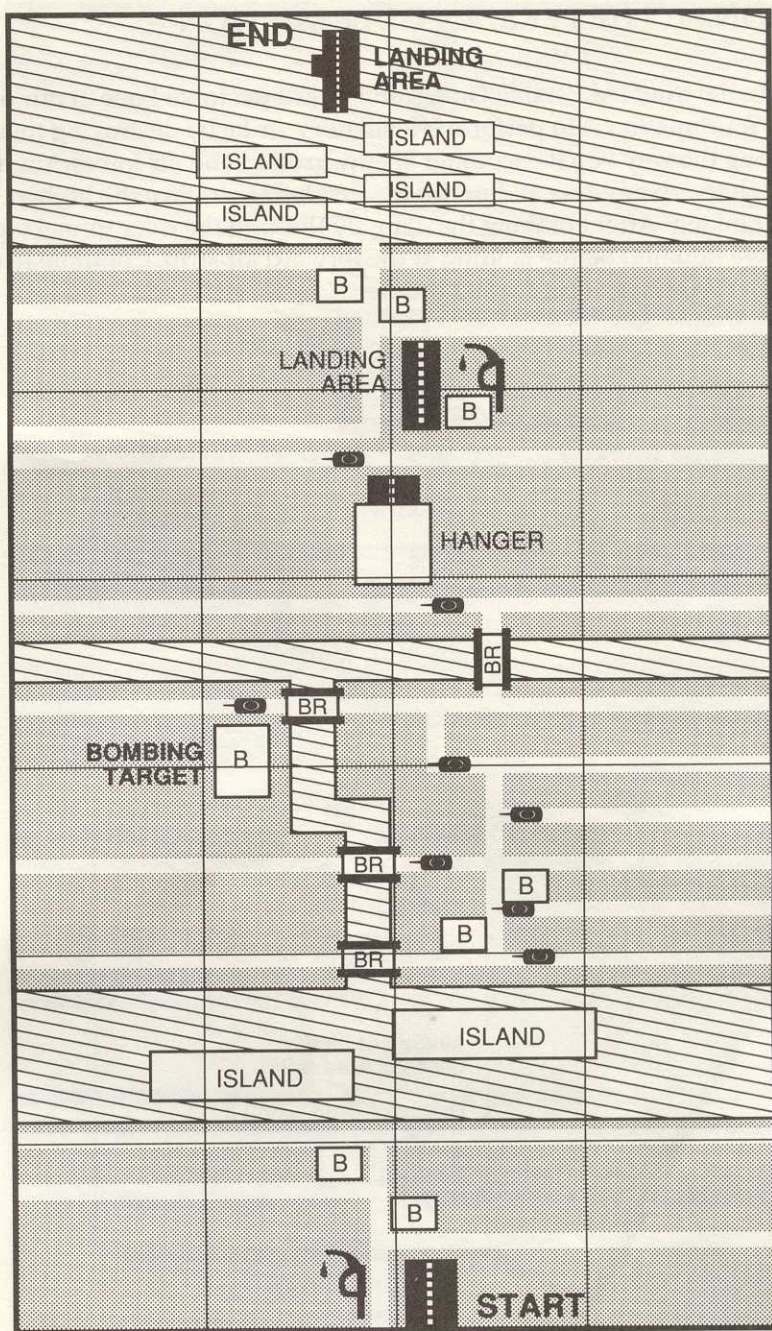 END
LANDING
AREA
ISLAND
ISLAND
ISLAND
ISLAND
B
B
LANDING
AREA
B
HANGER
BR
BR
BOMBING
TARGET
B
BR
B
B
BR
ISLAND
ISLAND
B
B
START